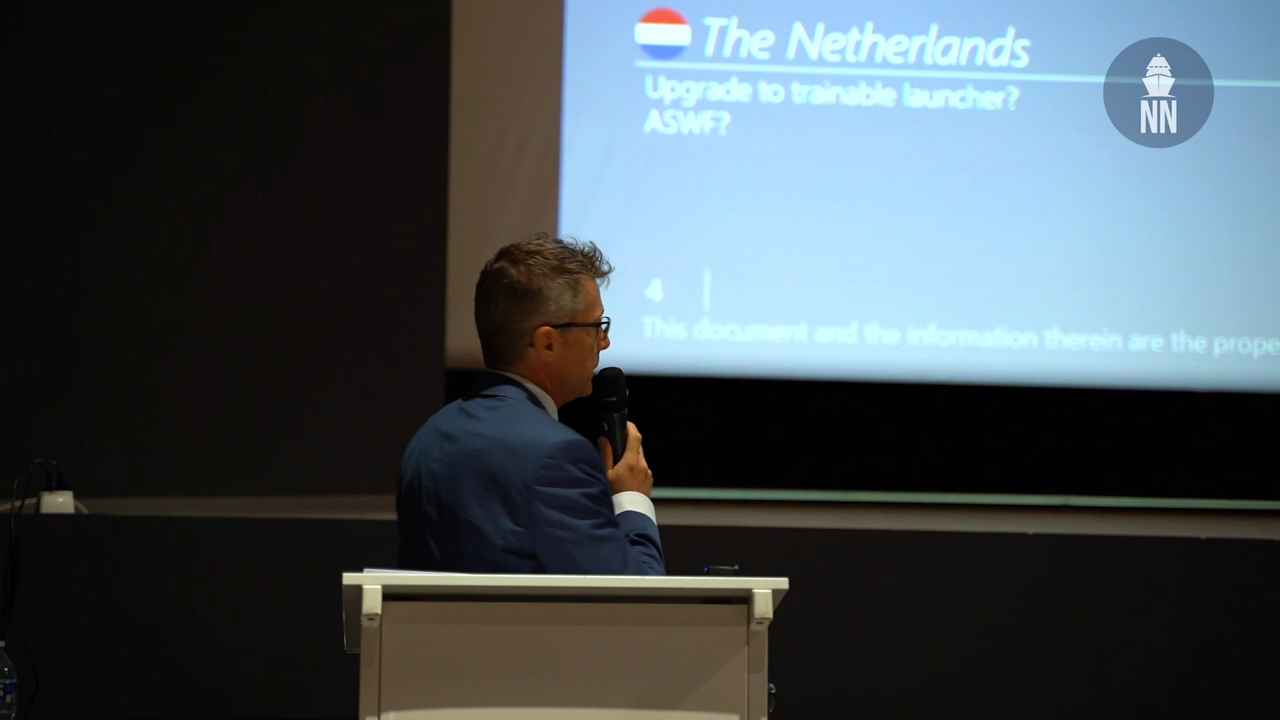 The Netherlands
Upgrade to trainable launcher?
ASWF?
4
This document and the information therein are the prope
NN